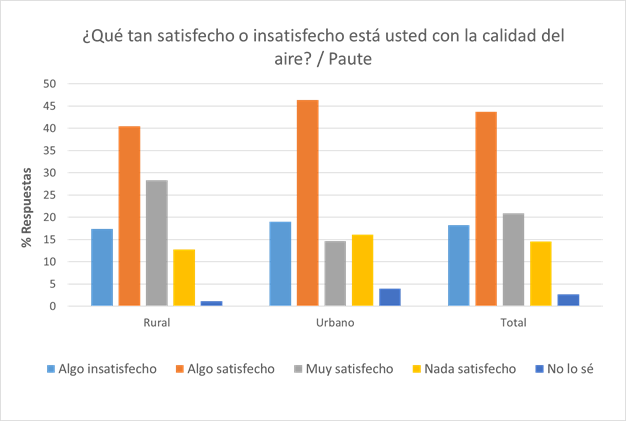 ¿Qué tan satisfecho o insatisfecho está usted con la calidad del
aire? / Paute
% Respuestas
50
45
40
35
30
25
20
15
10
5
0
Rural
Urbano
Total
Algo insatisfecho
Algo satisfecho
Muy satisfecho
Nada satisfecho
No lo sé